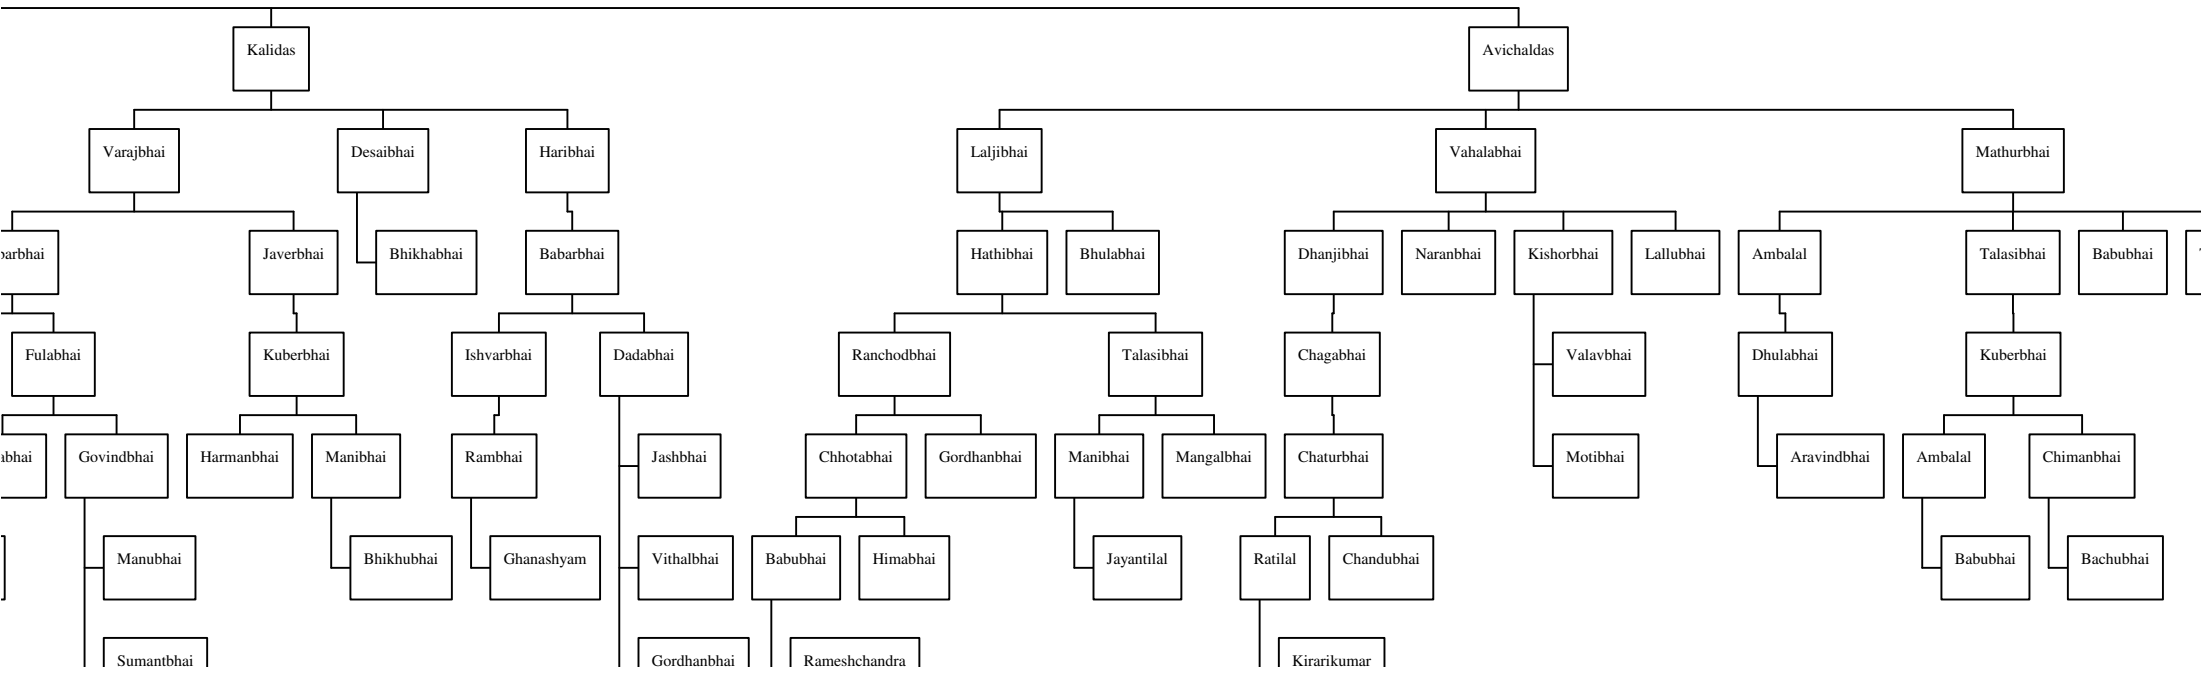 Kalidas
Avichaldas
Varajbhai
Desaibhai
Haribhai
Laljibhai
Vahalabhai
Mathurbhai
Javerbhai
Bhikhabhai
Babarbhai
Hathibhai
Bhulabhai
Dhanjibhai
Naranbhai
Kishorbhai
Lallubhai
Ambalal
Talasibhai
Babubhai
Fulabhai
Kuberbhai
Ishvarbhai
Dadabhai
Ranchodbhai
Talasibhai
Chagabhai
Valavbhai
Dhulabhai
Kuberbhai
Govindbhai
Harmanbhai
Manibhai
Rambhai
Jashbhai
Chhotabhai
Gordhanbhai
Manibhai
Mangalbhai
Chaturbhai
Motibhai
Aravindbhai
Ambalal
Chimanbhai
Manubhai
Bhikhubhai
Ghanashyam
Vithalbhai
Babubhai
Himabhai
Jayantilal
Ratilal
Chandubhai
Babubhai
Bachubhai
Sumantbhai
Gordhanbhai
Rameshchandra
Kirarikumar